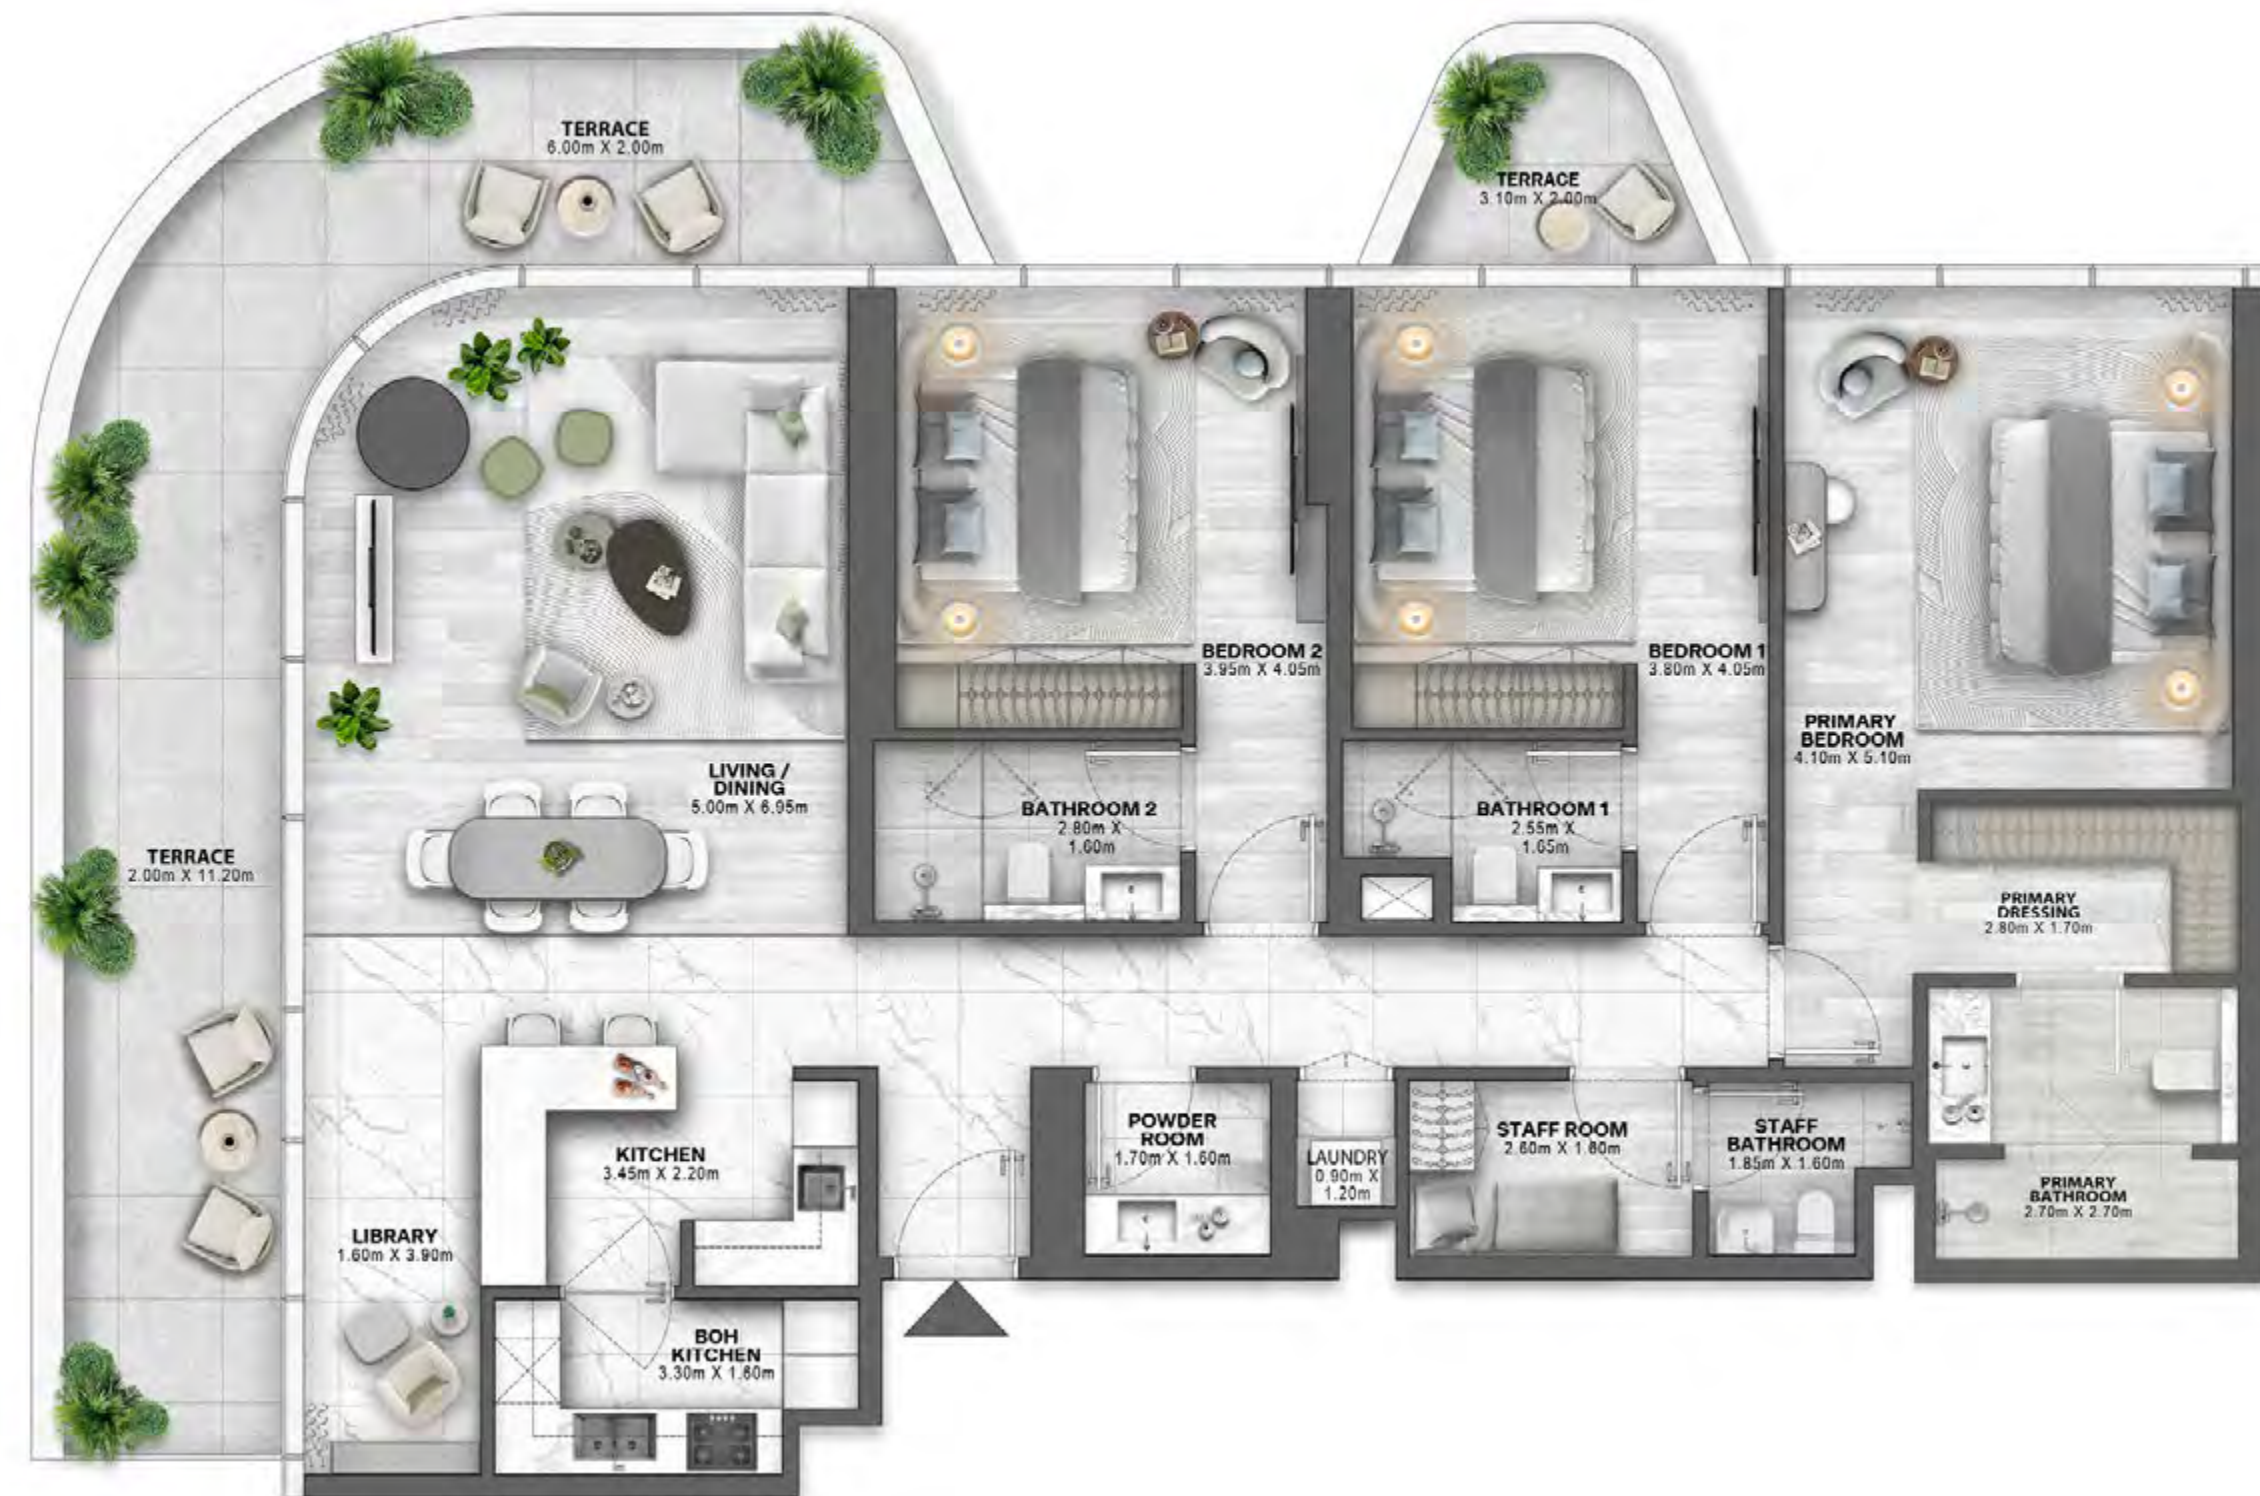 TERRACE
6.00m X 2.00m
TERRACE
3.10m X 2.00m
BEDROOM 2
3.95m X 4.05m
BEDROOM 1
3.80m X 4.05m
PRIMARY
BEDROOM
4.10m X 5.10m
LIVING /
DINING
5.00m X 6.95m
BATHROOM 2
2.80m X
1.60m
BATHROOM 1
2.55m X
1.65m
TERRACE
2.00m X 11.20m
PRIMARY
DRESSING
2.80m X 1.70m
KITCHEN
3.45m X 2.20m
POWDER
ROOM
1.70m X 1.60m
LAUNDRY
0.90m X
1.20m
STAFF ROOM
2.60m X 1.60m
STAFF
BATHROOM
1.85m X 1.60m
PRIMARY
BATHROOM
2.70m X 2.70m
LIBRARY
1.60m X 3.90m
BOH
KITCHEN
3.30m X 1.60m